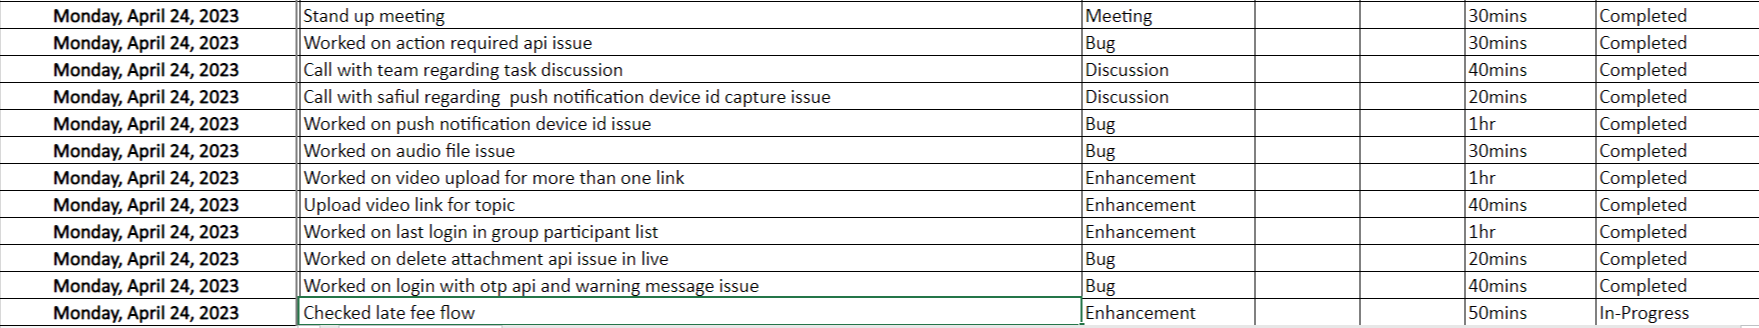 Monday, April 24, 2023 Stand up meeting Meeting 30mins Completed
Monday, April 24, 2023 Worked on action required api issue Bug 30mins Completed
Monday, April 24, 2023 Call with team regarding task discussion Discussion 40mins Completed
Monday, April 24, 2023 Call with safiul regarding  push notification device id capture issue Discussion 20mins Completed
Monday, April 24, 2023 Worked on push notification device id issue Bug 1hr Completed
Monday, April 24, 2023 Worked on audio file issue Bug 30mins Completed
Monday, April 24, 2023 Worked on video upload for more than one link Enhancement 1hr Completed
Monday, April 24, 2023 Upload video link for topic Enhancement 40mins Completed
Monday, April 24, 2023 Worked on last login in group participant list Enhancement 1hr Completed
Monday, April 24, 2023 Worked on delete attachment api issue in live Bug 20mins Completed
Monday, April 24, 2023 Worked on login with otp api and warning message issue Bug 40mins Completed
Monday, April 24, 2023 Checked late fee flow Enhancement 50mins In-Progress